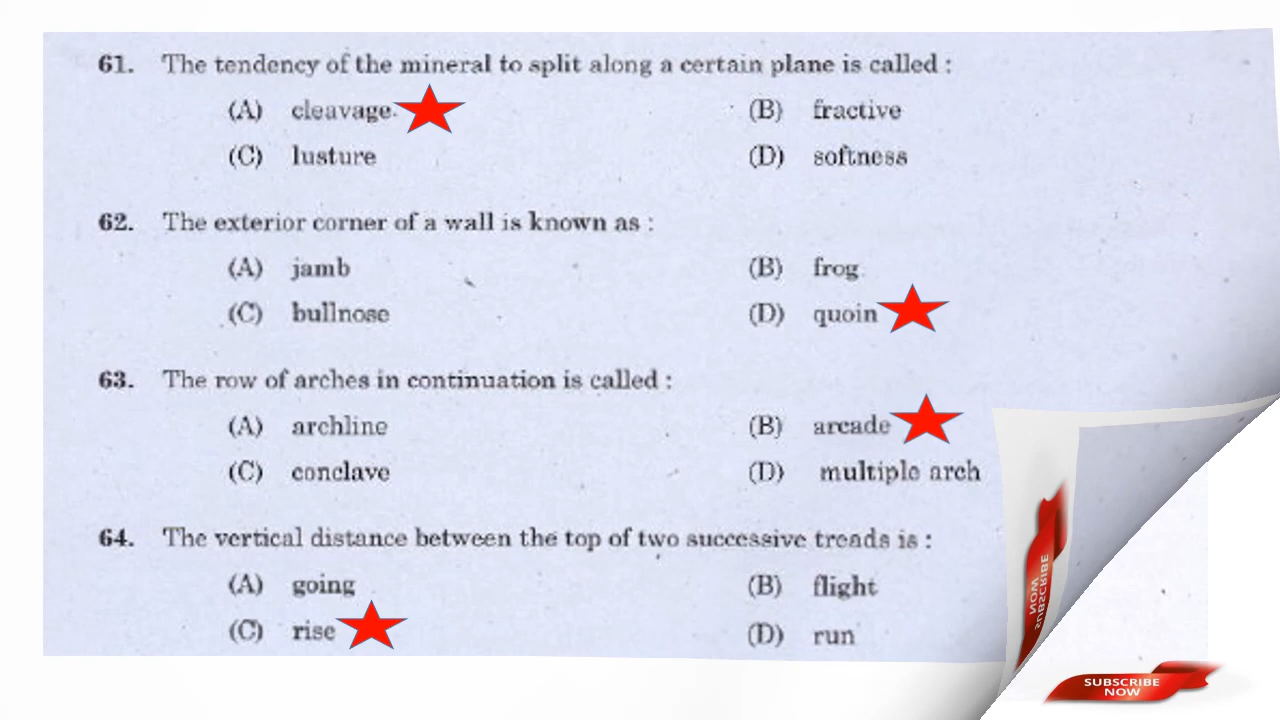 61. The tendency of the mineral to split along a certain plane is called :
(A) cleavage (B) fractive
(C) lusture (D) softness
62. The exterior corner of a wall is known as :
(A) jamb (B) frog
(C) bullnose (D) quoin
63. The row of arches in continuation is called :
(A) archline (B) arcade
(C) conclave (D) multiple arch
64. The vertical distance between the top of two successive treads is :
(A) going (B) flight
(C) rise (D) run
SUBSCRIBE
NOW
SUBSCRIBE
NOW